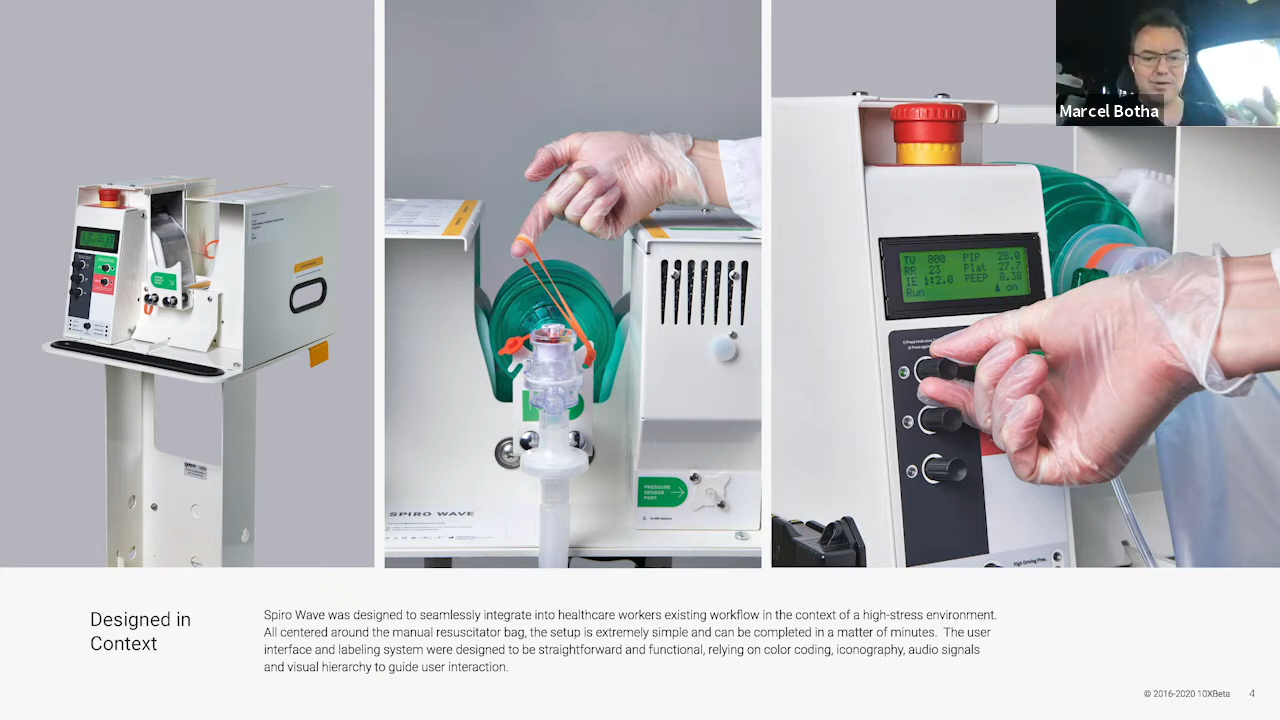 Marcel Botha
TV 800 PIP 28.0
RR 23 Plat 27.7
IE 1:2.0 PEEP 8.38
Run on
PRESSURE
SENSOR
PORT
SPIRO WAVE
High Driving Pres.
Designed in
Context
Spiro Wave was designed to seamlessly integrate into healthcare workers existing workflow in the context of a high-stress environment.
All centered around the manual resuscitator bag, the setup is extremely simple and can be completed in a matter of minutes. The user
interface and labeling system were designed to be straightforward and functional, relying on color coding, iconography, audio signals
and visual hierarchy to guide user interaction.
© 2016-2020 10XBeta 4